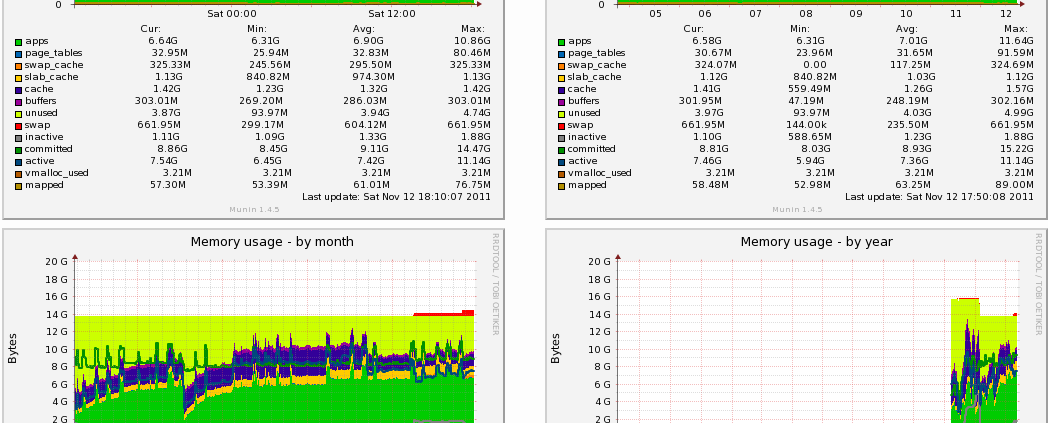 0
Sat 00:00 Sat 12:00
Cur: Min: Avg: Max:
apps 6.64G 6.31G 6.90G 10.86G
page_tables 32.95M 25.94M 32.83M 80.46M
swap_cache 325.33M 245.56M 295.50M 325.33M
slab_cache 1.13G 840.82M 974.30M 1.13G
cache 1.42G 1.23G 1.32G 1.42G
buffers 303.01M 269.20M 286.03M 303.01M
unused 3.87G 93.97M 3.94G 4.74G
swap 661.95M 299.17M 604.12M 661.95M
inactive 1.11G 1.09G 1.33G 1.88G
committed 8.86G 8.45G 9.11G 14.47G
active 7.54G 6.45G 7.42G 11.14G
vmalloc_used 3.21M 3.21M 3.21M 3.21M
mapped 57.30M 53.39M 61.01M 76.75M
Last update: Sat Nov 12 18:10:07 2011
Munin 1.4.5
0
05 06 07 08 09 10 11 12
Cur: Min: Avg: Max:
apps 6.58G 6.31G 7.01G 11.64G
page_tables 30.67M 23.96M 31.65M 91.59M
swap_cache 324.07M 0.00 117.25M 324.69M
slab_cache 1.12G 840.82M 1.03G 1.12G
cache 1.41G 559.49M 1.26G 1.57G
buffers 301.95M 47.19M 248.19M 302.16M
unused 3.97G 93.97M 4.03G 4.99G
swap 661.95M 144.00k 235.50M 661.95M
inactive 1.10G 588.65M 1.23G 1.88G
committed 8.81G 8.03G 8.93G 15.22G
active 7.46G 5.94G 7.36G 11.14G
vmalloc_used 3.21M 3.21M 3.21M 3.21M
mapped 58.48M 52.98M 63.25M 89.00M
Last update: Sat Nov 12 17:50:08 2011
Munin 1.4.5
Memory usage - by month
RRDTOOL / TOBI OETIKER
20 G
18 G
16 G
14 G
12 G
10 G
8 G
6 G
4 G
2 G
Bytes
Memory usage - by year
RRDTOOL / TOBI OETIKER
20 G
18 G
16 G
14 G
12 G
10 G
8 G
6 G
4 G
2 G
Bytes